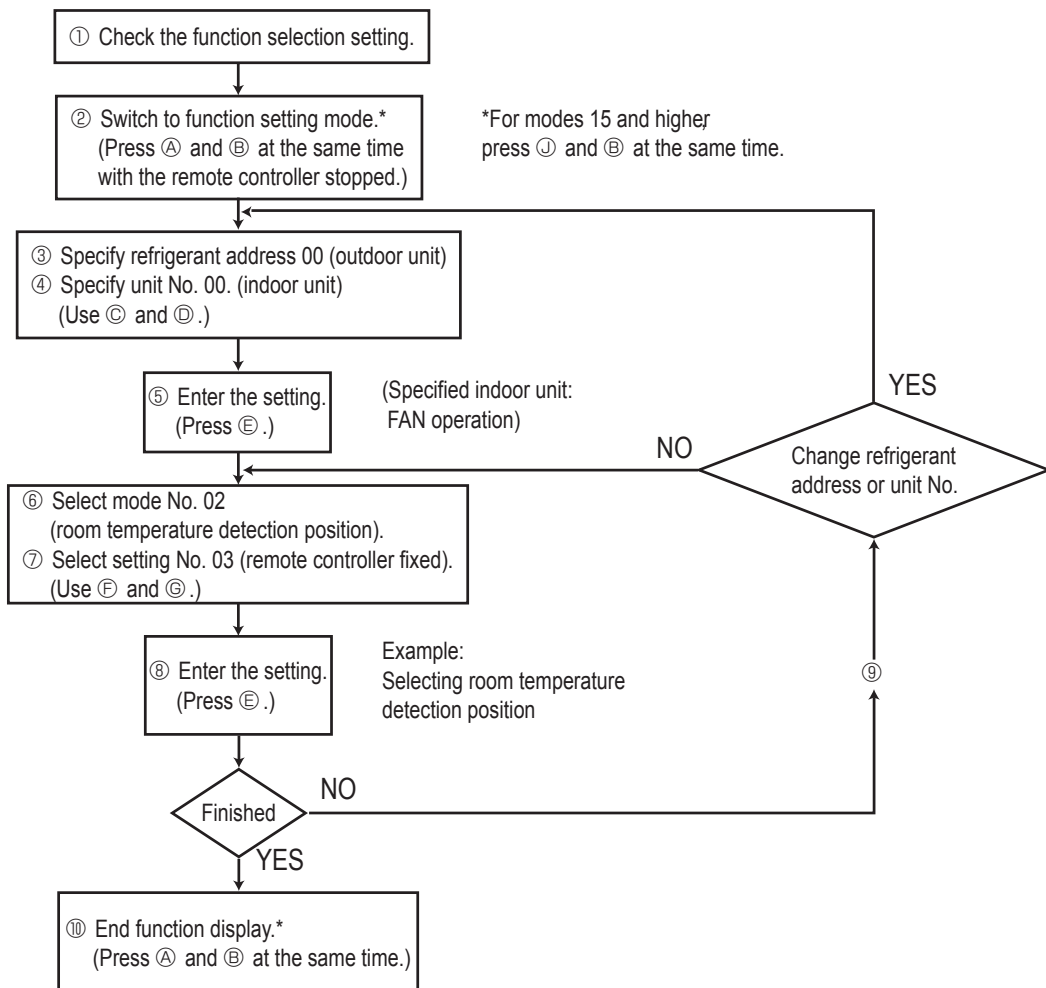 ① Check the function selection setting.
② Switch to function setting mode.*
(Press Ⓐ and Ⓑ at the same time
with the remote controller stopped.)
*For modes 15 and higher,
press Ⓙ and Ⓑ at the same time.
③ Specify refrigerant address 00 (outdoor unit)
④ Specify unit No. 00. (indoor unit)
(Use Ⓒ and Ⓓ.)
⑤ Enter the setting.
(Press Ⓔ.)
(Specified indoor unit:
FAN operation)
NO
YES
Change refrigerant
address or unit No.
⑥ Select mode No. 02
(room temperature detection position).
⑦ Select setting No. 03 (remote controller fixed).
(Use Ⓕ and Ⓖ.)
⑧ Enter the setting.
(Press Ⓔ.)
Example:
Selecting room temperature
detection position
⑨
Finished
NO
YES
⑩ End function display.*
(Press Ⓐ and Ⓑ at the same time.)